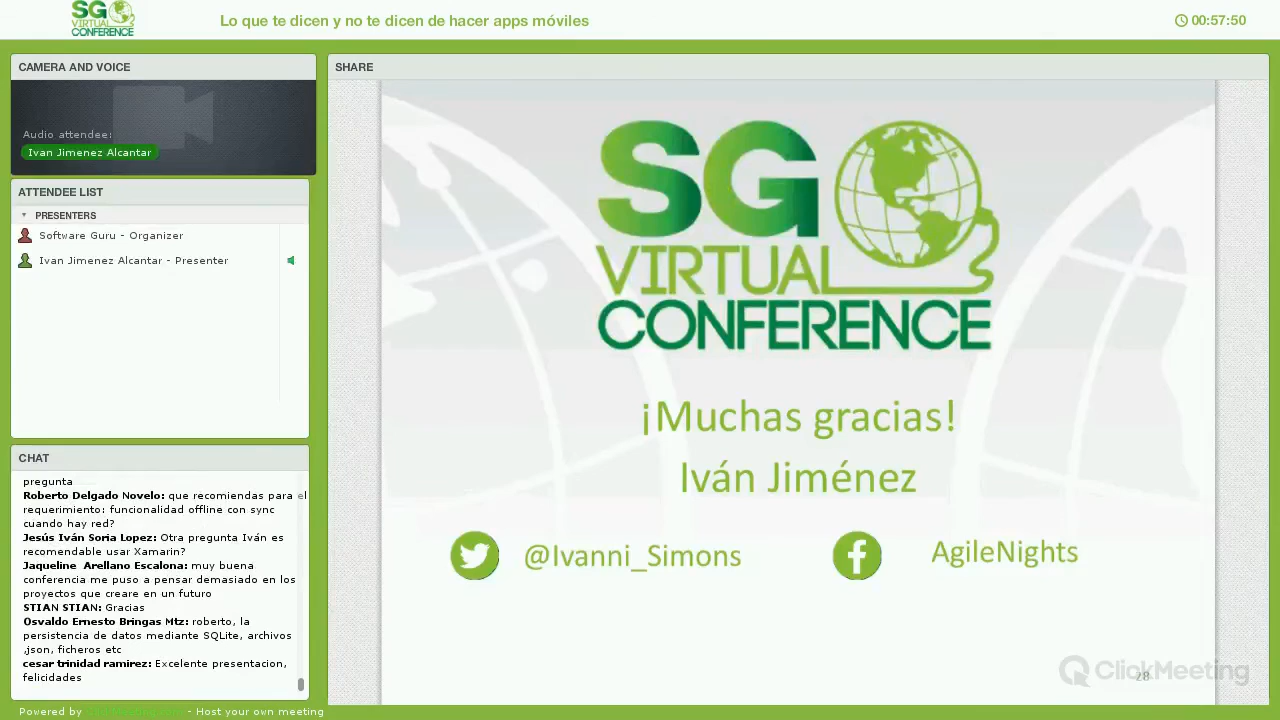 SG
VIRTUAL
CONFERENCE
Lo que te dicen y no te dicen de hacer apps móviles
00:57:50
CAMERA AND VOICE
Audio attendee:
Ivan Jimenez Alcantar
ATTENDEE LIST
PRESENTERS
Software Guru - Organizer
Ivan Jimenez Alcantar - Presenter
CHAT
pregunta
Roberto Delgado Novelo: que recomiendas para el
requerimiento: funcionalidad offline con sync
cuando hay red?
Jesús Iván Soria Lopez: Otra pregunta Iván es
recomendable usar Xamarin?
Jaqueline Arellano Escalona: muy buena
conferencia me puso a pensar demasiado en los
proyectos que creare en un futuro
STIAN STIAN: Gracias
Osvaldo Ernesto Bringas Mtz: roberto, la
persistencia de datos mediante SQLite, archivos
,json, ficheros etc
cesar trinidad ramirez: Excelente presentacion,
felicidades
Powered by - Host your own meeting
SHARE
SG
VIRTUAL
CONFERENCE
¡Muchas gracias!
Iván Jiménez
@Ivanni_Simons
AgileNights
ClickMeeting
28